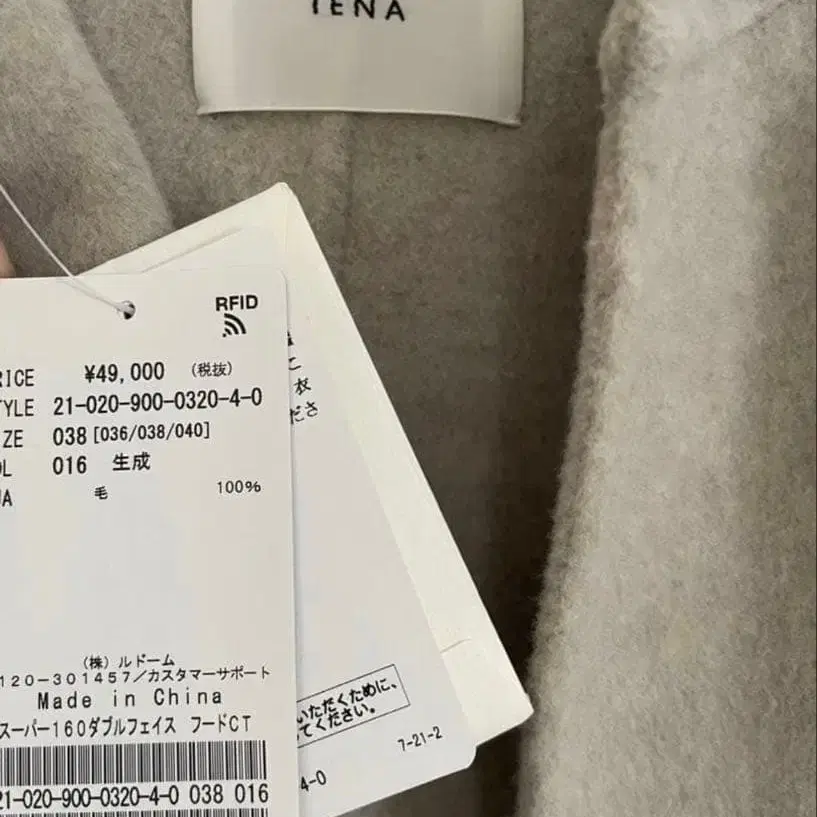 IENA
RFID
RICE ¥49,000 (税抜)
TYLE 21-020-900-0320-4-0
IZE 038 [036/038/040]
OL 016 生成
UA 毛 100%
(株)ルドーム
120-301457/カスタマーサポート
Made in China
スーパー160ダブルフェイス フードCT
21-020-900-0320-4-0 038 016
こ
衣
ださ
いただくために、
てください。
7-21-2
4-0